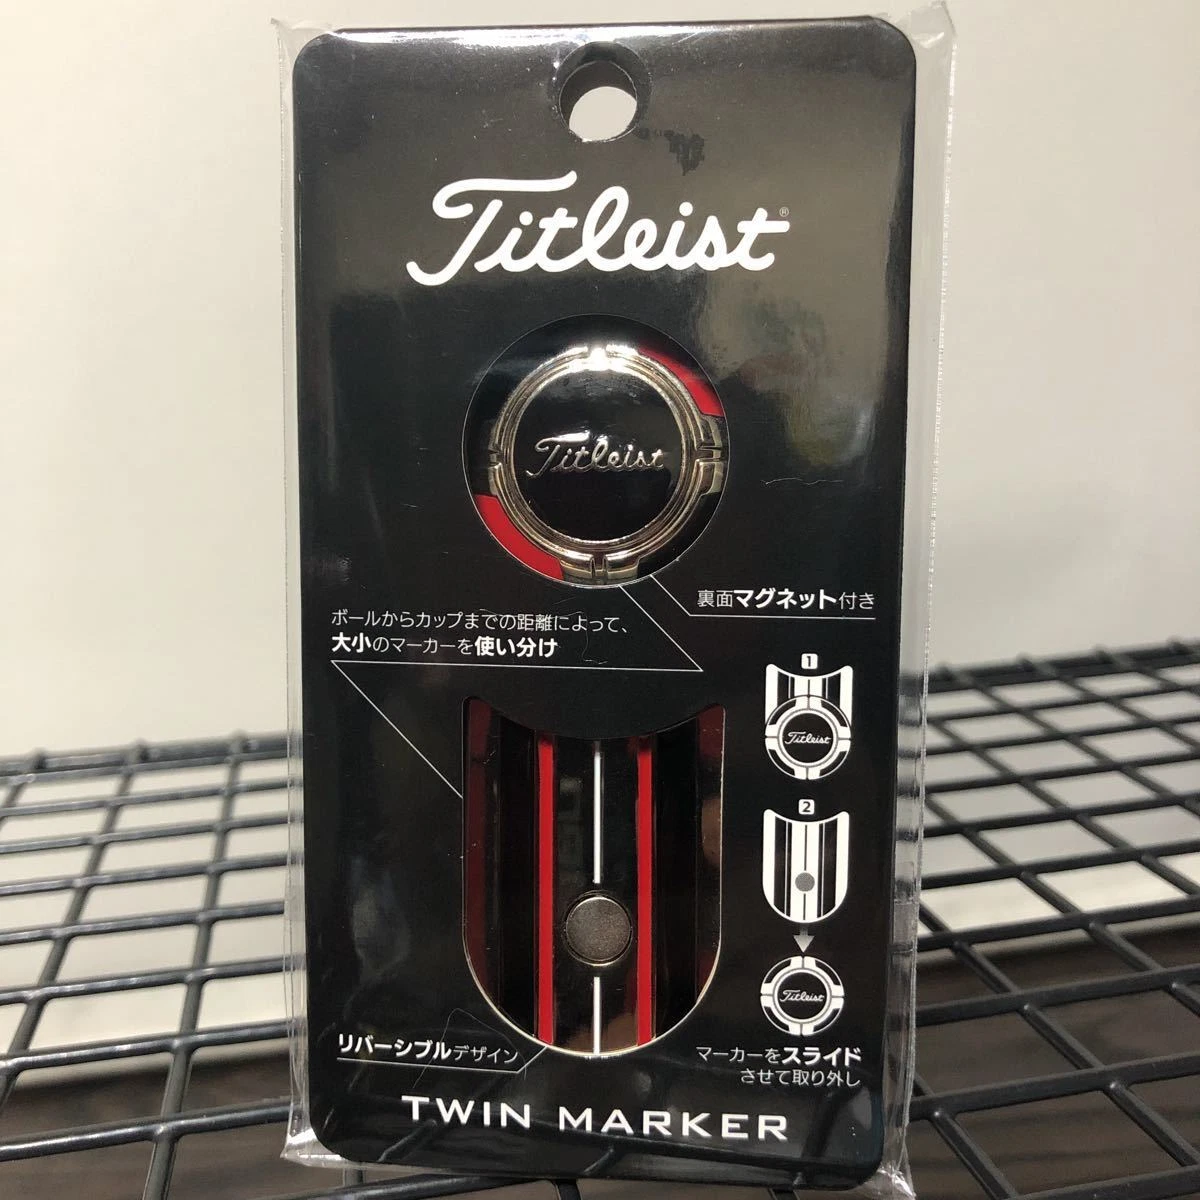 Titleist®
Titleist
裏面マグネット付き
ボールからカップまでの距離によって、
大小のマーカーを使い分け
1
Titleist
2
Titleist
リバーシブルデザイン
マーカーをスライド
させて取り外し
TWIN MARKER